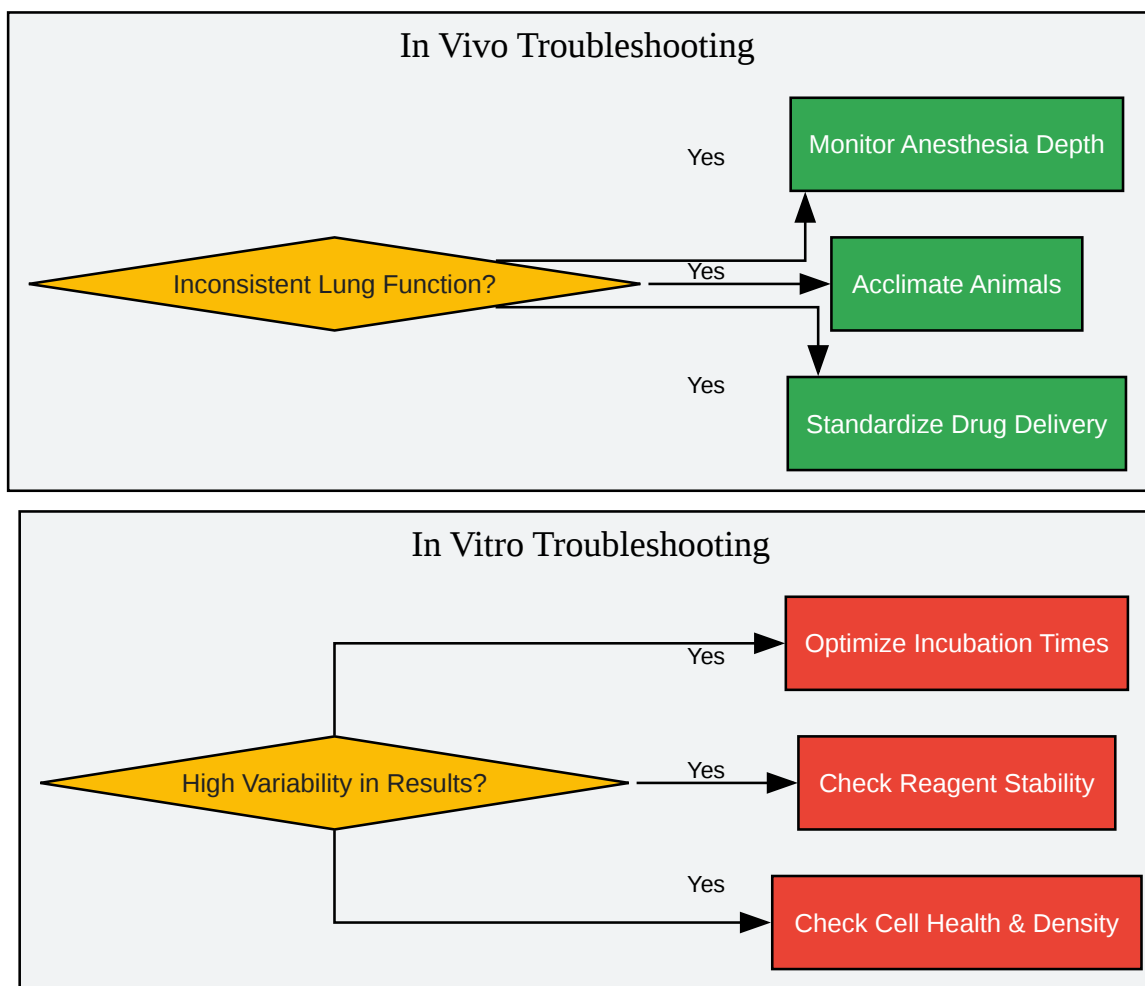 In Vivo Troubleshooting
Yes
Monitor Anesthesia Depth
Inconsistent Lung Function?
Yes
Acclimate Animals
Yes
Standardize Drug Delivery
In Vitro Troubleshooting
Optimize Incubation Times
Yes
High Variability in Results?
Yes
Check Reagent Stability
Yes
Check Cell Health & Density